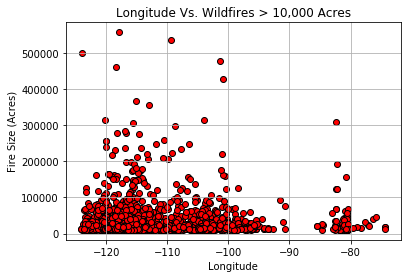 Longitude Vs. Wildfires > 10,000 Acres
500000
400000
300000
200000
100000
0
Fire Size (Acres)
−120 −110 −100 −90 −80
Longitude